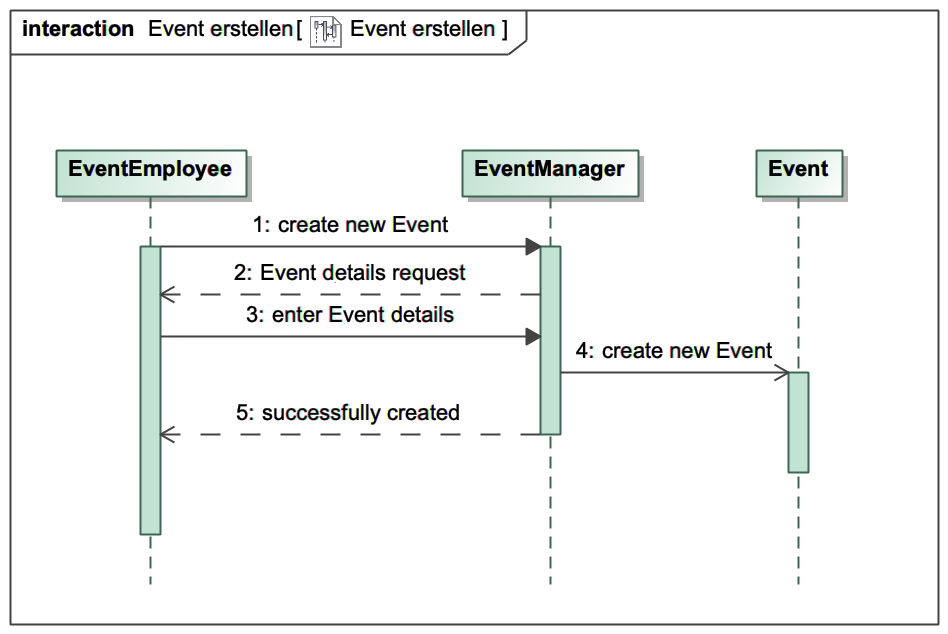 interaction Event erstellen[ Event erstellen ]
EventEmployee EventManager Event
1: create new Event
2: Event details request
3: enter Event details
4: create new Event
5: successfully created